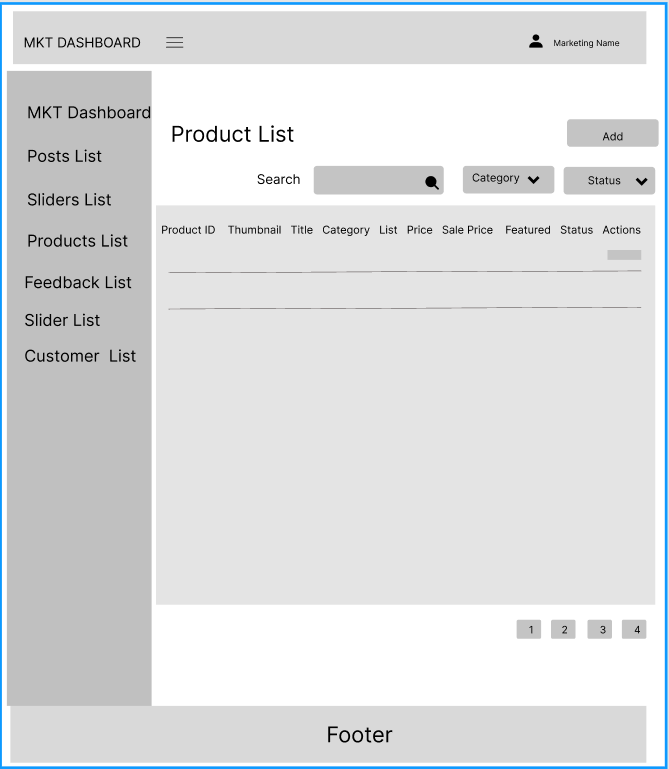 MKT DASHBOARD Marketing Name
MKT Dashboard
Posts List
Sliders List
Products List
Feedback List
Slider List
Customer List
Product List
Add
Search Category Status
Product ID Thumbnail Title Category List Price Sale Price Featured Status Actions
1 2 3 4
Footer